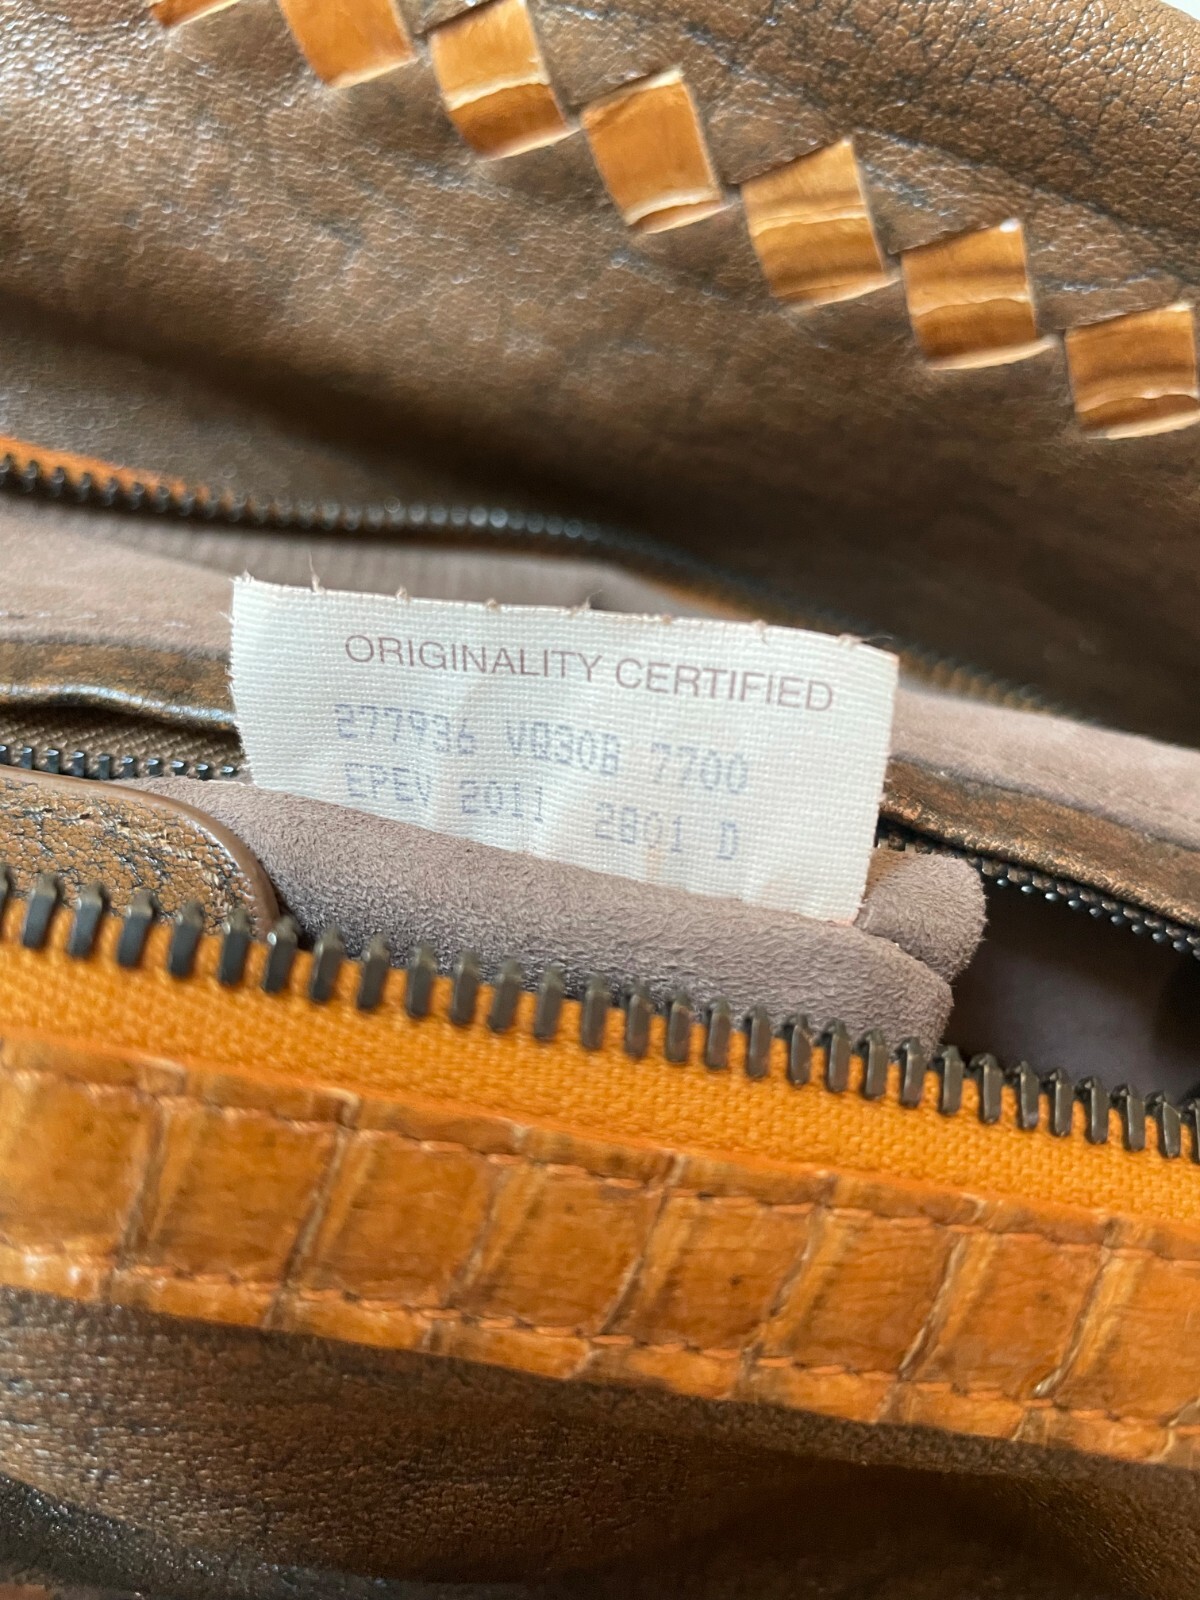 ORIGINALITY CERTIFIED
277936 VQ30B 7700
EPEV 2011 2801 D